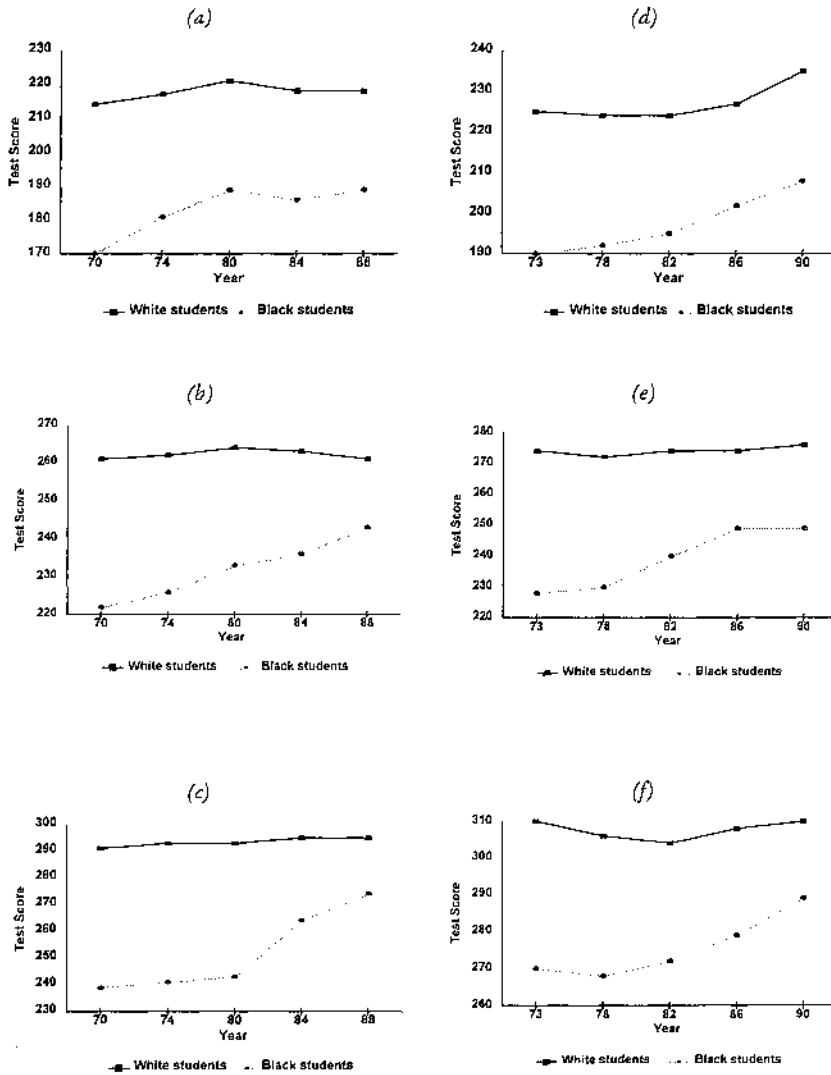 (a)
230
220
210
200
190
180
170
Test Score
70 74 80 84 88
Year
White students Black students
(d)
240
230
220
210
200
190
Test Score
73 78 82 86 90
Year
White students Black students
(b)
270
260
250
240
230
220
Test Score
70 74 80 84 88
Year
White students Black students
(e)
280
270
260
250
240
230
220
Test Score
73 78 82 86 90
Year
White students Black students
(c)
300
290
280
270
260
250
240
230
Test Score
70 74 80 84 88
Year
White students Black students
(f)
310
300
290
280
270
260
Test Score
73 78 82 86 90
Year
White students Black students